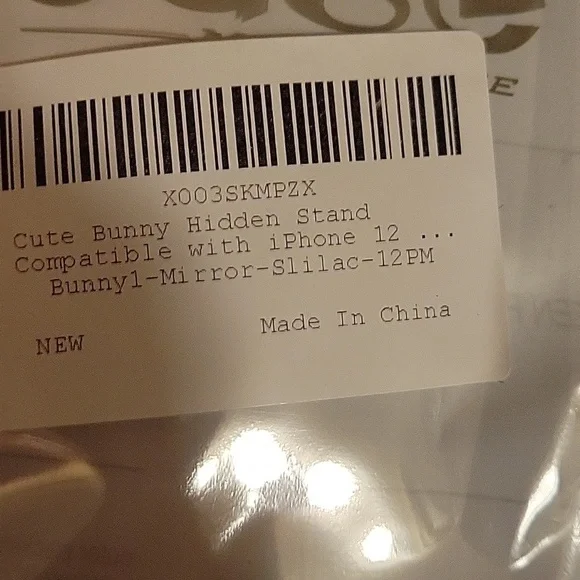 X003SKMPZX
Cute Bunny Hidden Stand
Compatible with iPhone 12 ...
Bunny1-Mirror-Slilac-12PM
NEW
Made In China